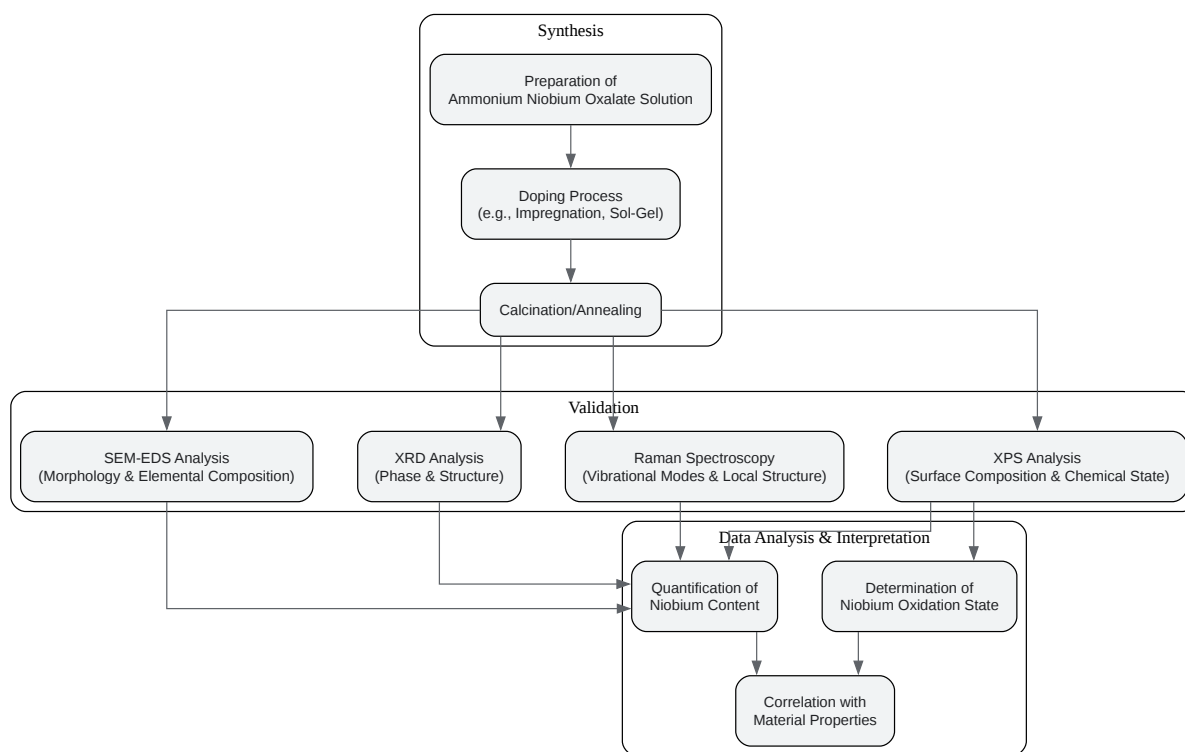 Synthesis
Preparation of
Ammonium Niobium Oxalate Solution
Doping Process
(e.g., Impregnation, Sol-Gel)
Calcination/Annealing
Validation
SEM-EDS Analysis
(Morphology & Elemental Composition)
XRD Analysis
(Phase & Structure)
Raman Spectroscopy
(Vibrational Modes & Local Structure)
XPS Analysis
(Surface Composition & Chemical State)
Data Analysis & Interpretation
Quantification of
Niobium Content
Determination of
Niobium Oxidation State
Correlation with
Material Properties